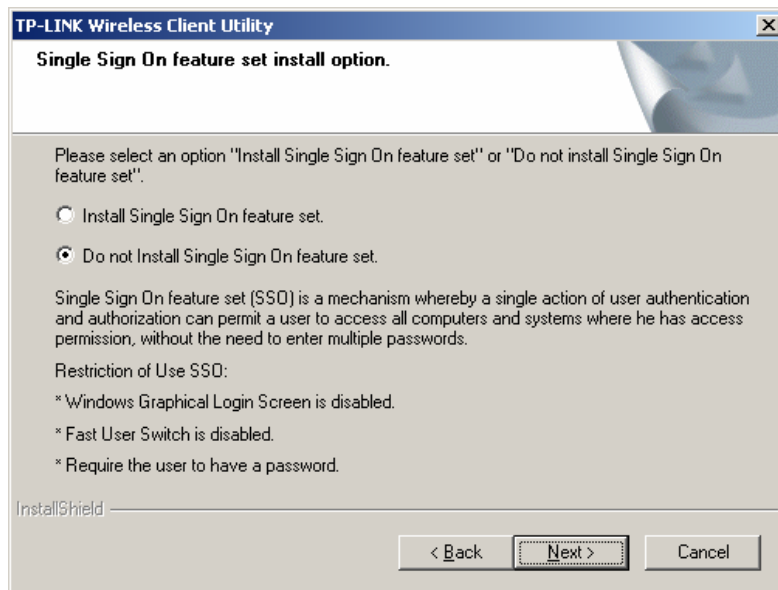 TP-LINK Wireless Client Utility
Single Sign On feature set install option.
Please select an option "Install Single Sign On feature set" or "Do not install Single Sign On
feature set".
Install Single Sign On feature set.
Do not Install Single Sign On feature set.
Single Sign On feature set (SSO) is a mechanism whereby a single action of user authentication
and authorization can permit a user to access all computers and systems where he has access
permission, without the need to enter multiple passwords.
Restriction of Use SSO:
* Windows Graphical Login Screen is disabled.
* Fast User Switch is disabled.
* Require the user to have a password.
InstallShield
< Back Next > Cancel